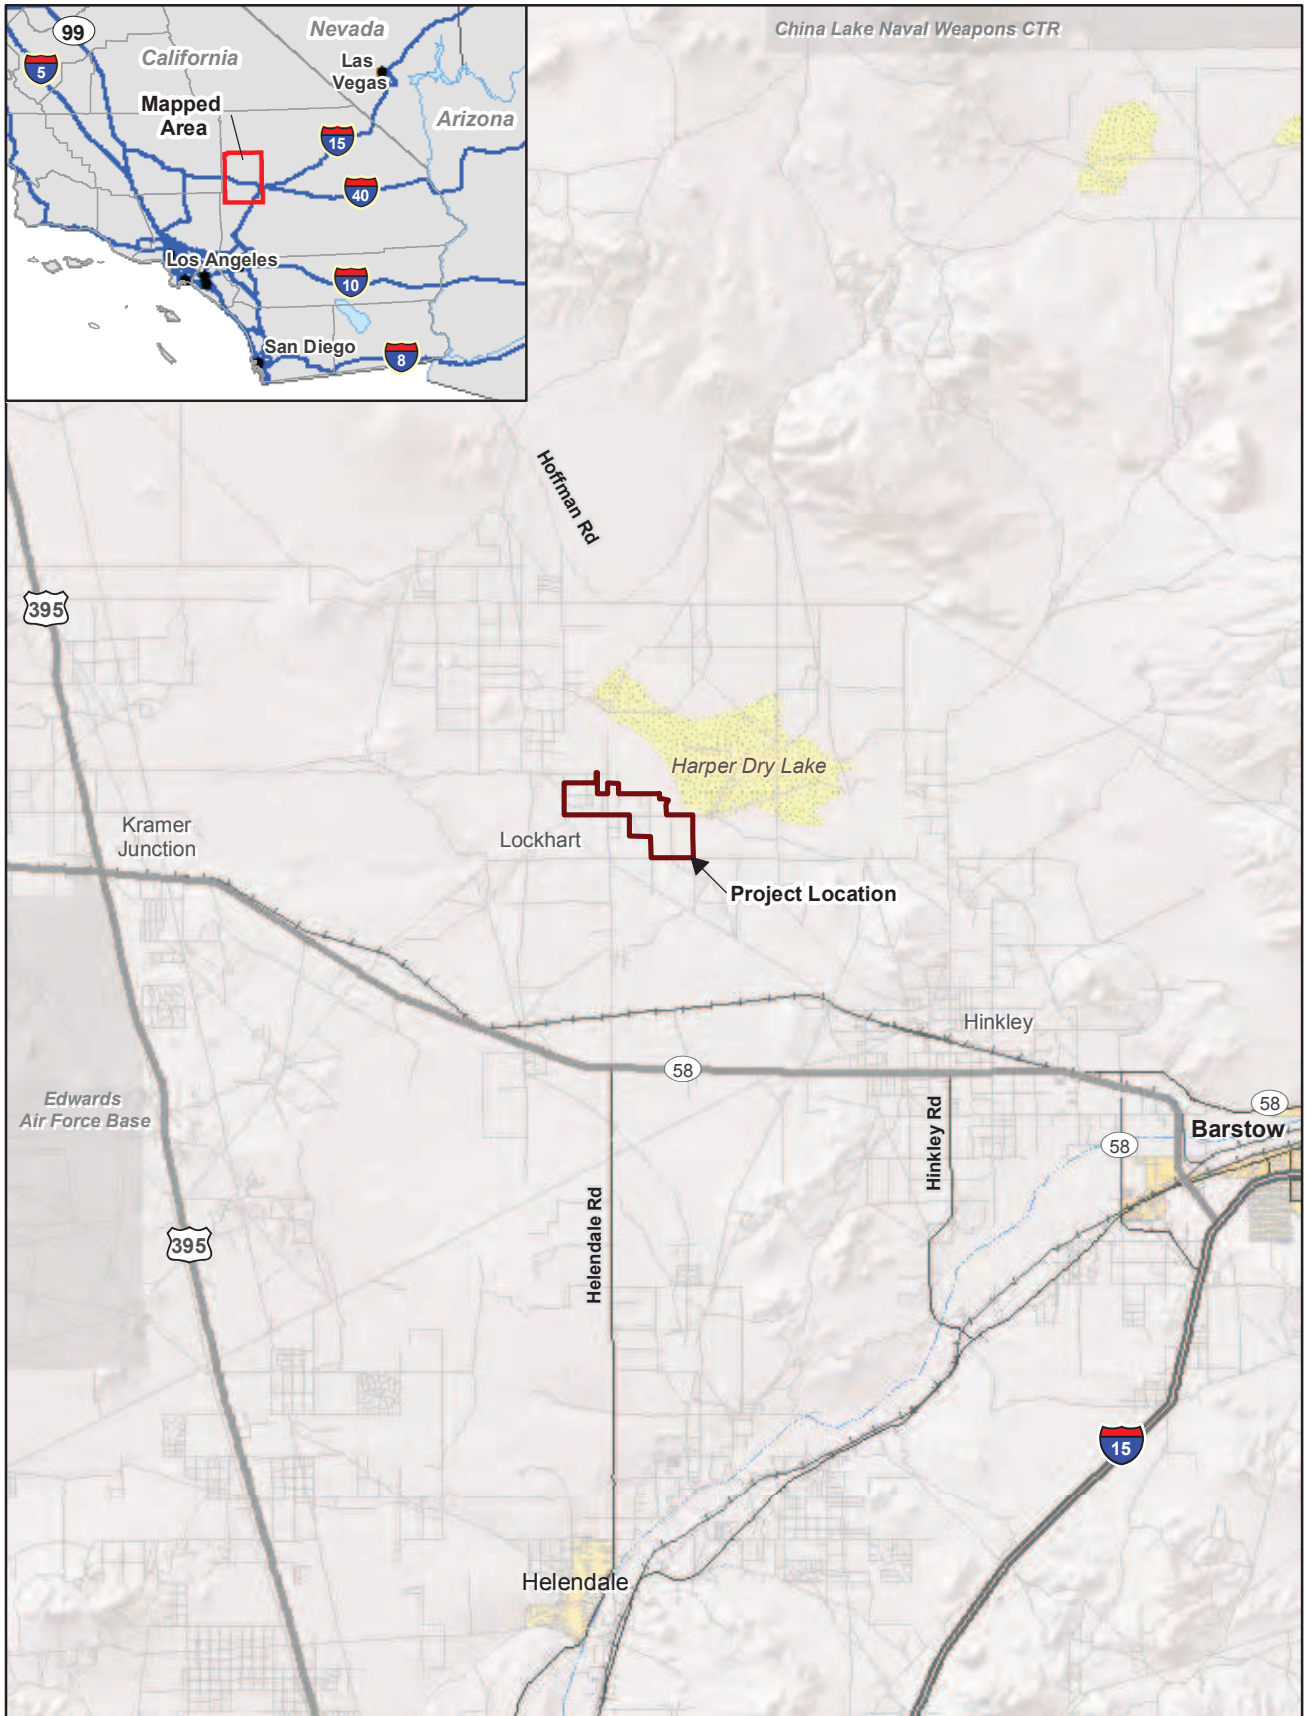 99
Nevada
China Lake Naval Weapons CTR
5
California
Las
Vegas
Mapped
Area
Arizona
15
40
Los Angeles
10
San Diego
8
Hoffman Rd
395
Harper Dry Lake
Kramer
Junction
Lockhart
Project Location
Hinkley
58
Edwards
Air Force Base
Hinkley Rd
58
58
Barstow
Helendale Rd
395
15
Helendale